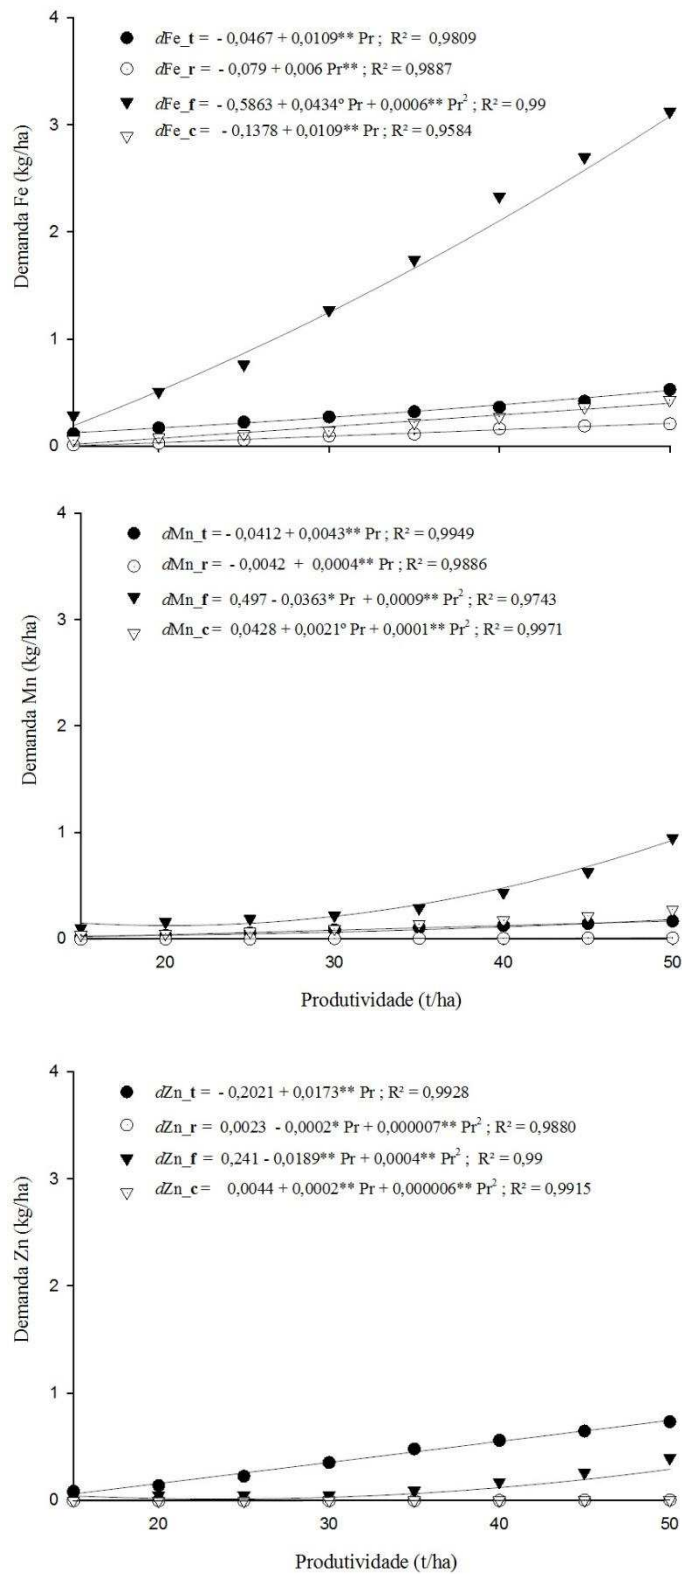 4
dFe_t = - 0,0467 + 0,0109** Pr ; R² = 0,9809
dFe_r = - 0,079 + 0,006 Pr** ; R² = 0,9887
dFe_f = - 0,5863 + 0,0434º Pr + 0,0006** Pr² ; R² = 0,99
dFe_c = - 0,1378 + 0,0109** Pr ; R² = 0,9584
3
2
1
0
Demanda Fe (kg/ha)
4
dMn_t = - 0,0412 + 0,0043** Pr ; R² = 0,9949
dMn_r = - 0,0042 + 0,0004** Pr ; R² = 0,9886
dMn_f = 0,497 - 0,0363* Pr + 0,0009** Pr² ; R² = 0,9743
dMn_c = 0,0428 + 0,0021º Pr + 0,0001** Pr² ; R² = 0,9971
3
2
1
0
Demanda Mn (kg/ha)
20 30 40 50
Produtividade (t/ha)
4
dZn_t = - 0,2021 + 0,0173** Pr ; R² = 0,9928
dZn_r = 0,0023 - 0,0002* Pr + 0,000007** Pr² ; R² = 0,9880
dZn_f = 0,241 - 0,0189** Pr + 0,0004** Pr² ; R² = 0,99
dZn_c = 0,0044 + 0,0002** Pr + 0,000006** Pr² ; R² = 0,9915
3
2
1
0
Demanda Zn (kg/ha)
20 30 40 50
Produtividade (t/ha)